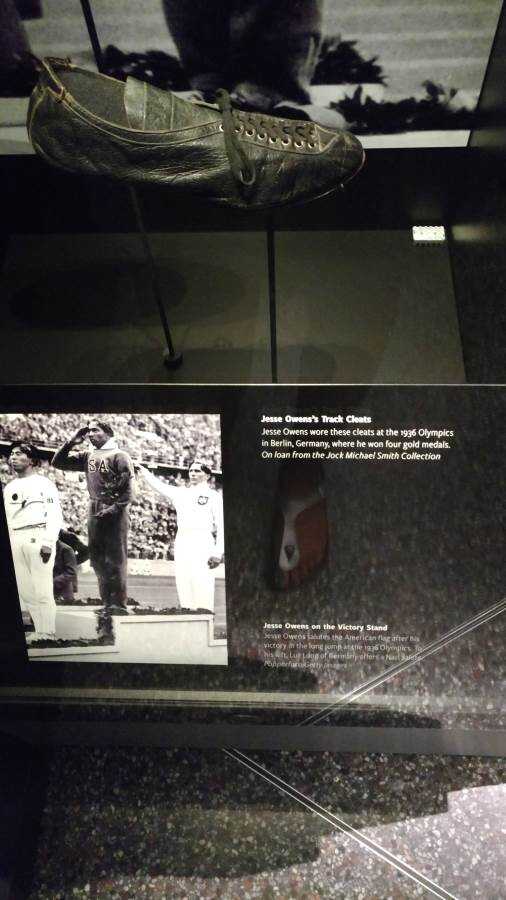 Jesse Owens's Track Cleats
Jesse Owens wore these cleats at the 1936 Olympics
in Berlin, Germany, where he won four gold medals.
On loan from the Jock Michael Smith Collection
SA
Jesse Owens on the Victory Stand
Jesse Owens salutes the American flag after his
victory in the long jump at the 1936 Olympics. To
his left, Luz Long of Germany offers a Nazi salute.
Popperfoto/Getty Images